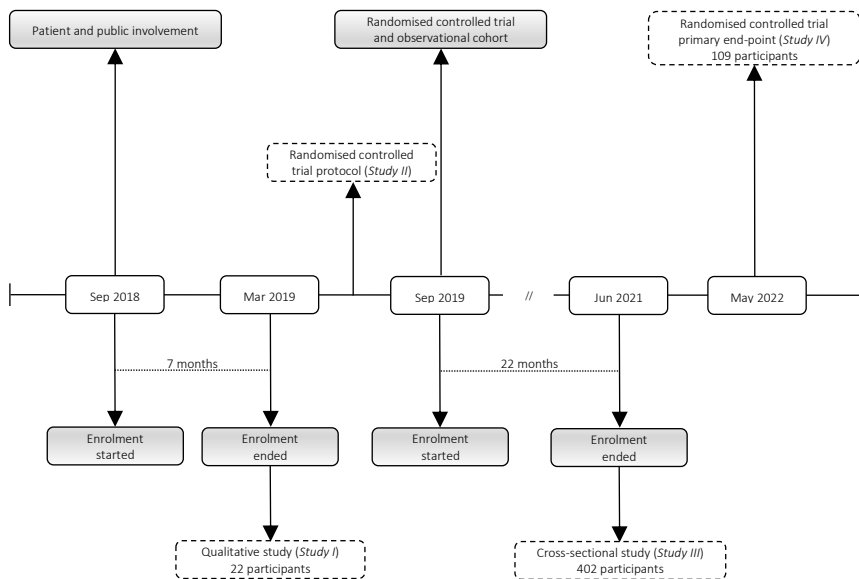 Patient and public involvement
Randomised controlled trial
and observational cohort
Randomised controlled trial
primary end-point (Study IV)
109 participants
Randomised controlled
trial protocol (Study II)
Sep 2018
Mar 2019
Sep 2019
//
Jun 2021
May 2022
7 months
22 months
Enrolment
started
Enrolment
ended
Enrolment
started
Enrolment
ended
Qualitative study (Study I)
22 participants
Cross-sectional study (Study III)
402 participants